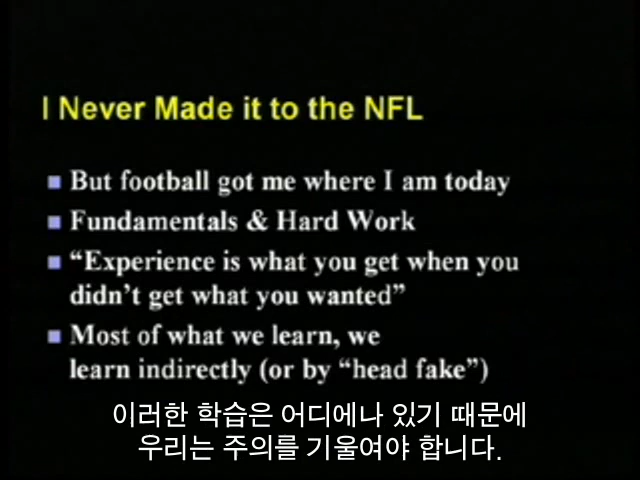 I Never Made it to the NFL
But football got me where I am today
Fundamentals & Hard Work
“Experience is what you get when you
didn’t get what you wanted”
Most of what we learn, we
learn indirectly (or by “head fake”)
이러한 학습은 어디에나 있기 때문에
우리는 주의를 기울여야 합니다.